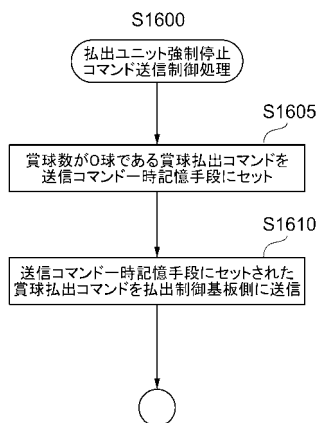 S1600
払出ユニット強制停止
コマンド送信制御処理
S1605
賞球数が0球である賞球払出コマンドを
送信コマンド一時記憶手段にセット
S1610
送信コマンド一時記憶手段にセットされた
賞球払出コマンドを払出制御基板側に送信